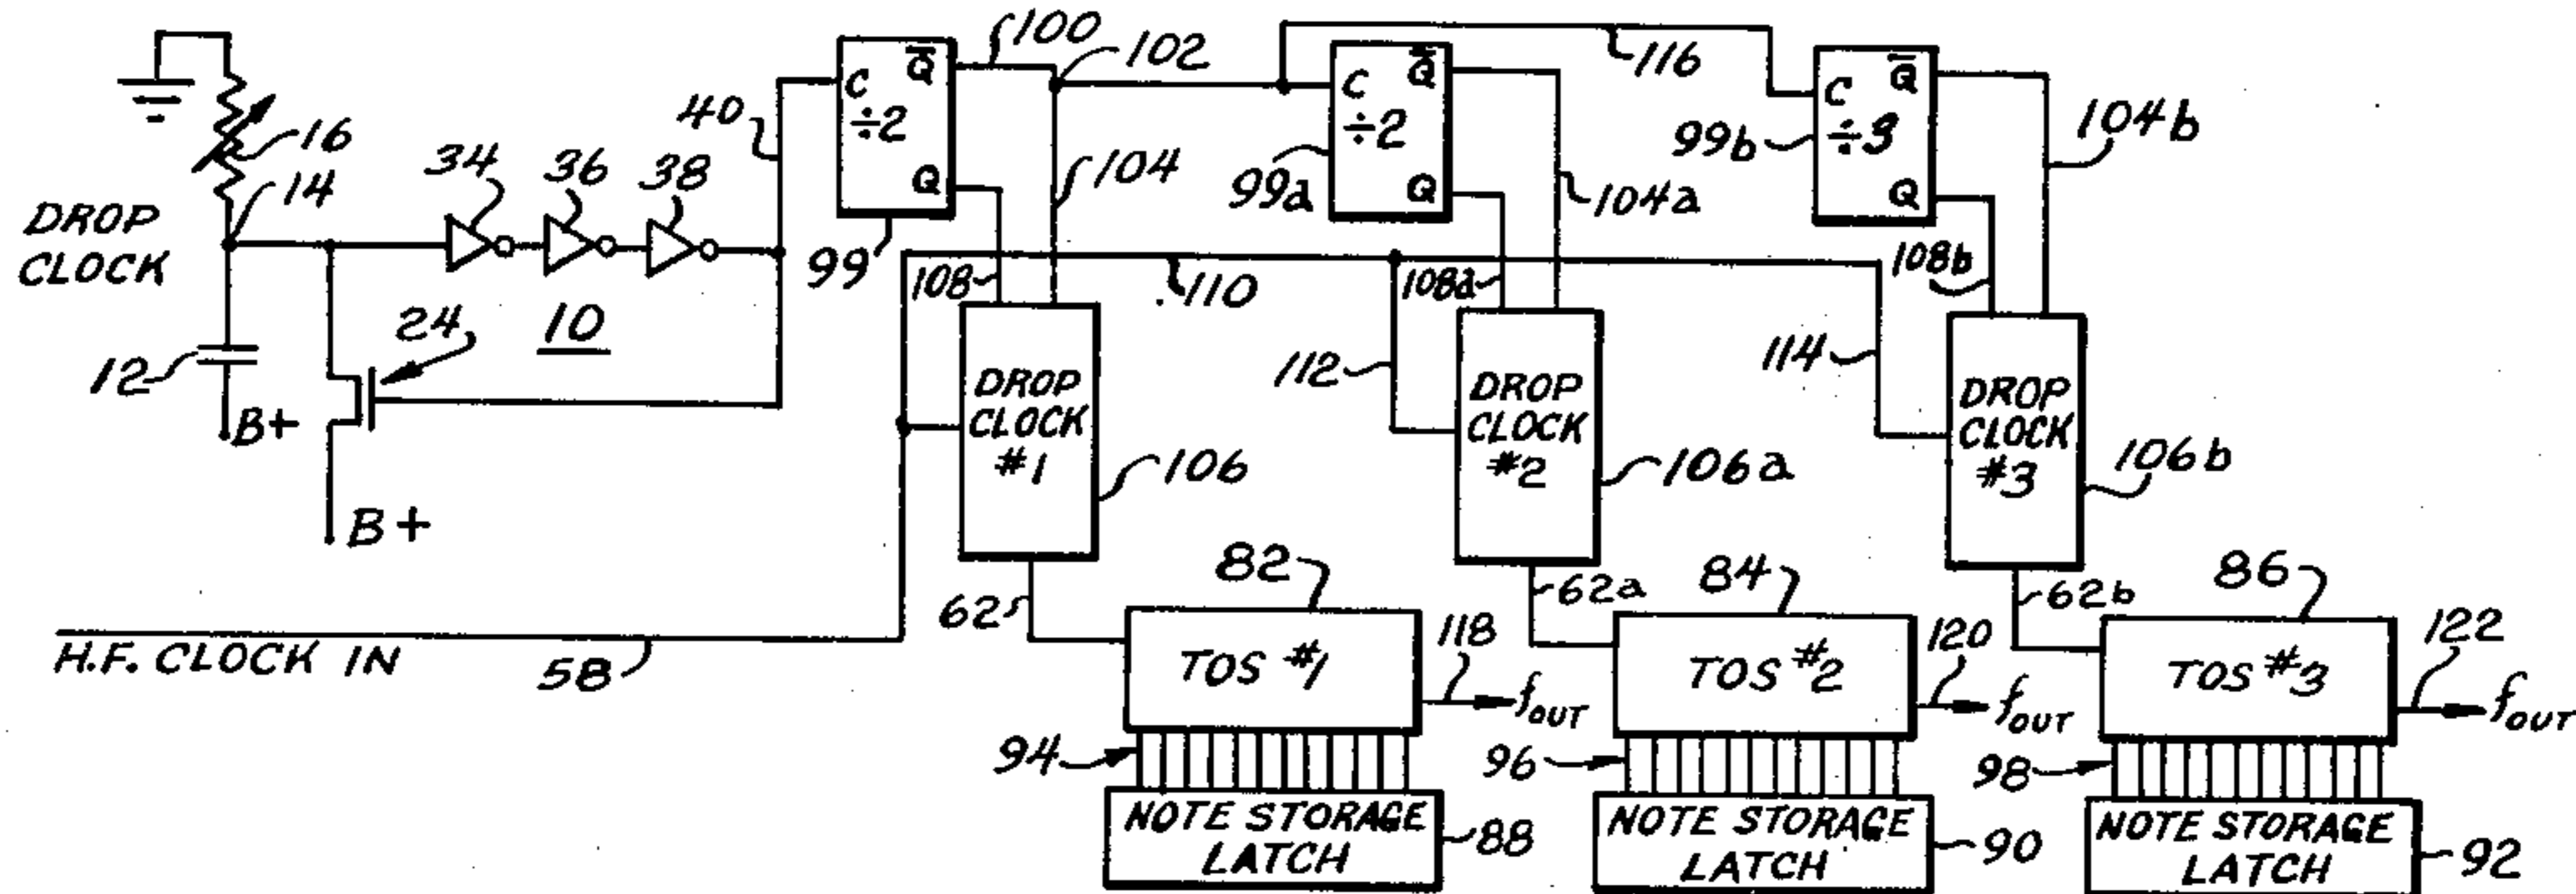 DROP
CLOCK
16
14
34
36
38
10
24
12
B+
B+
40
C
÷2
Q̅
Q
99
100
102
104
108
110
DROP
CLOCK
#1
106
62
H.F. CLOCK IN
58
82
TOS #1
118
fOUT
94
NOTE STORAGE
LATCH
88
C
÷2
Q̅
Q
99a
104a
108a
112
DROP
CLOCK
#2
106a
62a
84
TOS #2
120
fOUT
96
NOTE STORAGE
LATCH
90
116
C
÷3
Q̅
Q
99b
104b
108b
114
DROP
CLOCK
#3
106b
62b
86
TOS #3
122
fOUT
98
NOTE STORAGE
LATCH
92